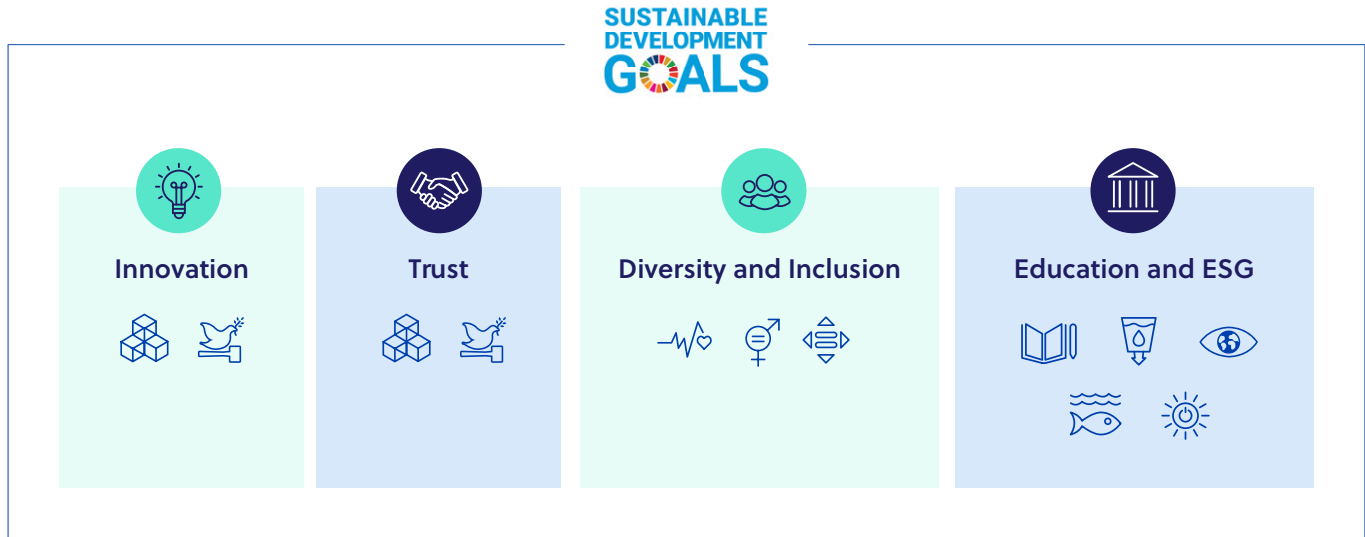 SUSTAINABLE
DEVELOPMENT
GOALS
Innovation
Trust
Diversity and Inclusion
Education and ESG